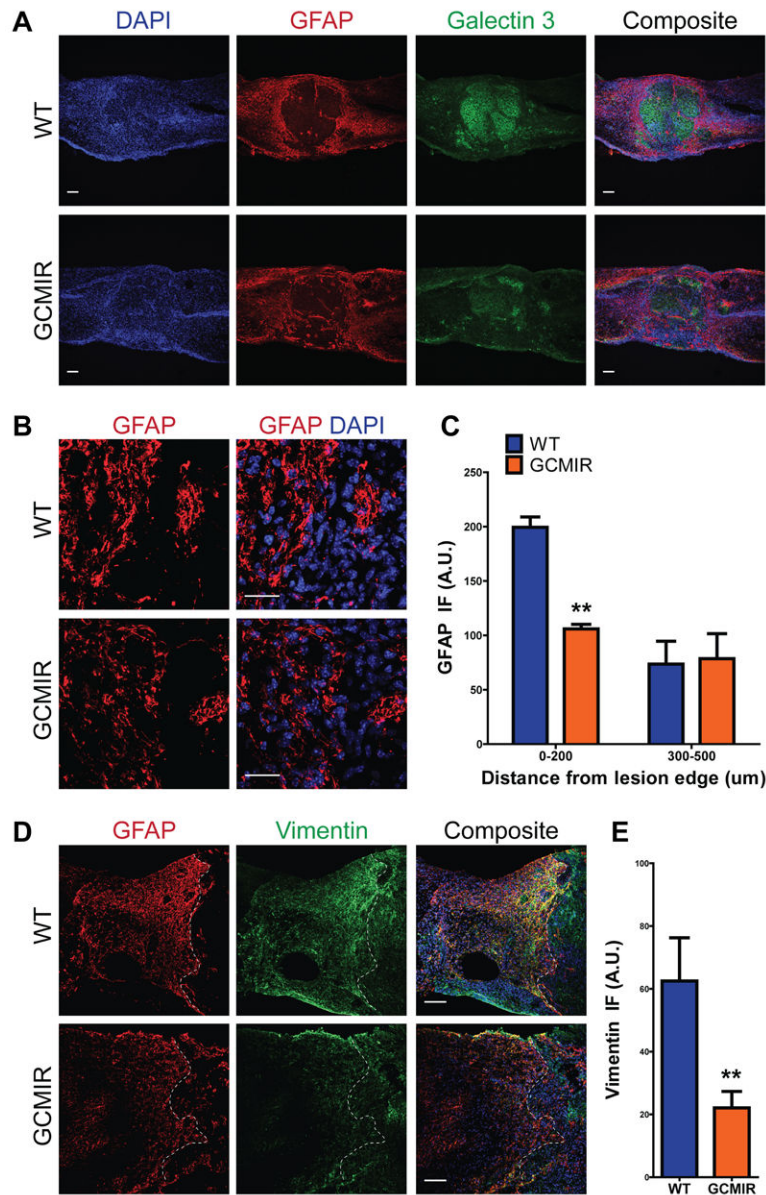 A
DAPI GFAP Galectin 3 Composite
WT
GCMIR
B
GFAP GFAP DAPI
WT
GCMIR
C
WT
GCMIR
GFAP IF (A.U.)
250
200
150
100
50
0
**
0-200 300-500
Distance from lesion edge (um)
D
GFAP Vimentin Composite
WT
GCMIR
E
Vimentin IF (A.U.)
100
80
60
40
20
0
**
WT GCMIR